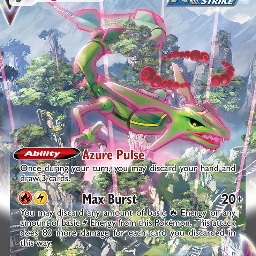 STRIKE
Ability Azure Pulse
Once during your turn, you may discard your hand and
draw 3 cards.
Max Burst 20+
You may discard any amount of basic Energy or any
amount of basic Energy from this Pokémon. This attack
does 80 more damage for each card you discarded in
this way.